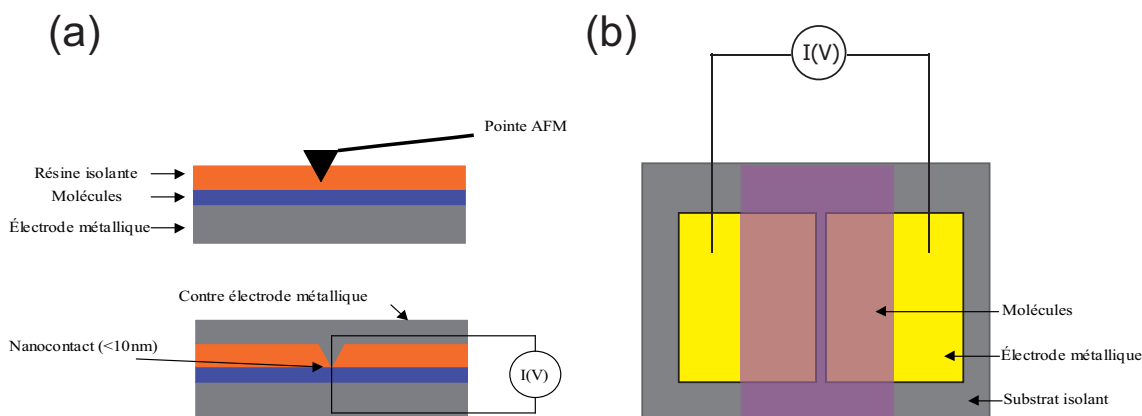 (a)
Pointe AFM
Résine isolante
Molécules
Électrode métallique
Contre électrode métallique
Nanocontact (<10nm)
I(V)
(b)
I(V)
Molécules
Électrode métallique
Substrat isolant